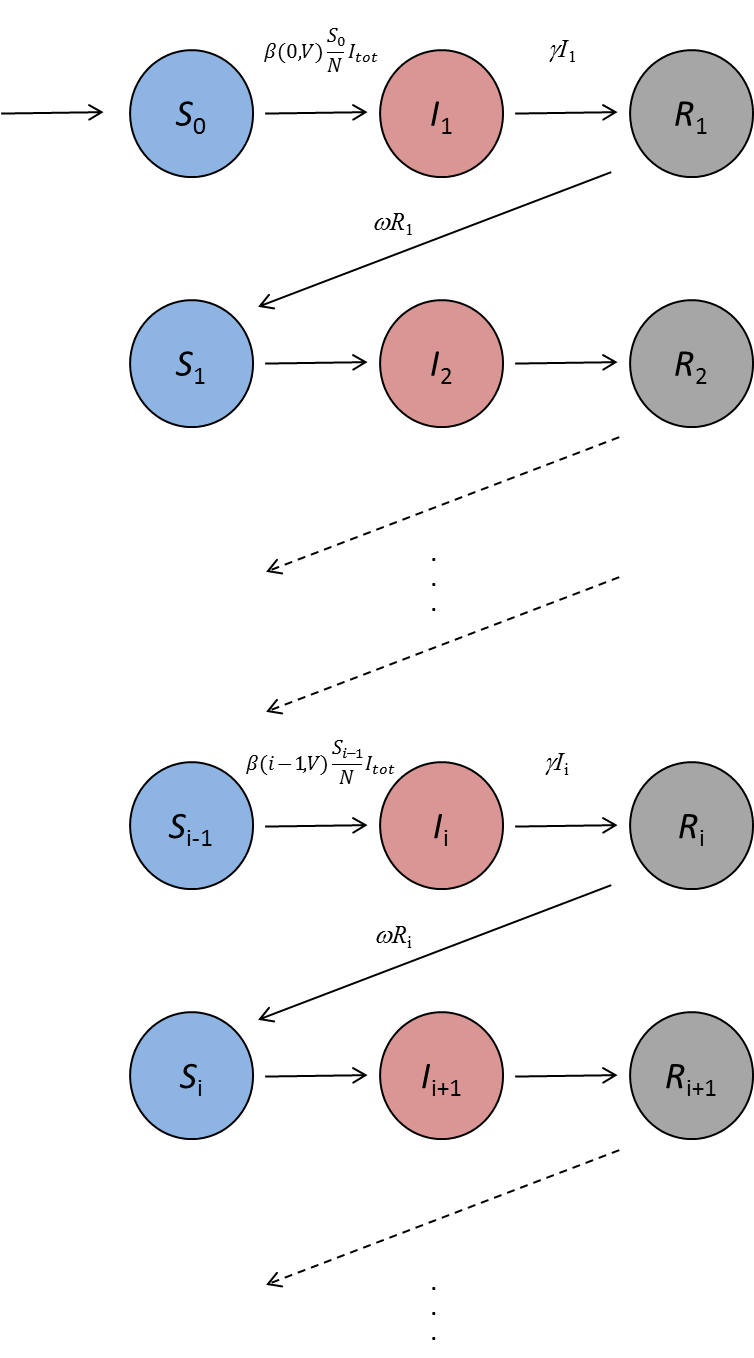 β(0,V) S₀/N Iₜₒₜ γI₁
S₀ I₁ R₁
ωR₁
S₁ I₂ R₂
.
.
.
β(i−1,V) Sᵢ₋₁/N Iₜₒₜ γIᵢ
Sᵢ₋₁ Iᵢ Rᵢ
ωRᵢ
Sᵢ Iᵢ₊₁ Rᵢ₊₁
.
.
.